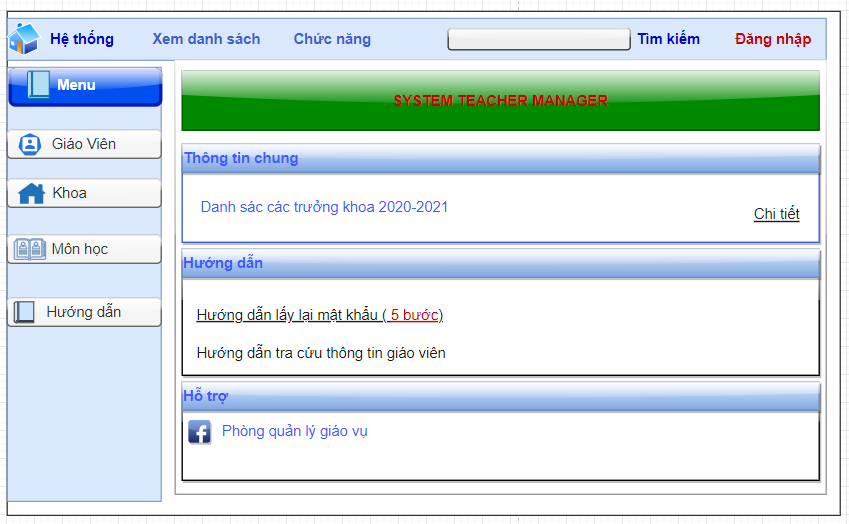 Hệ thống Xem danh sách Chức năng Tìm kiếm Đăng nhập
Menu
Giáo Viên
Khoa
Môn học
Hướng dẫn
SYSTEM TEACHER MANAGER
Thông tin chung
Danh sác các trưởng khoa 2020-2021
Chi tiết
Hướng dẫn
Hướng dẫn lấy lại mật khẩu ( 5 bước)
Hướng dẫn tra cứu thông tin giáo viên
Hỗ trợ
f Phòng quản lý giáo vụ